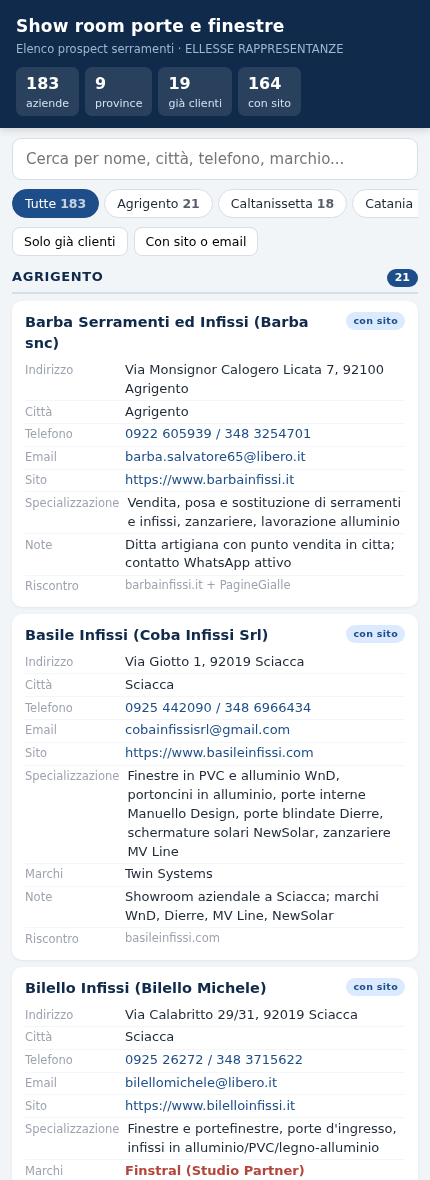 Show room porte e finestre
Elenco prospect serramenti · ELLESSE RAPPRESENTANZE
183 9 19 164
aziende province già clienti con sito
Cerca per nome, città, telefono, marchio...
Tutte 183 Agrigento 21 Caltanissetta 18 Catania
Solo già clienti Con sito o email
AGRIGENTO 21
Barba Serramenti ed Infissi (Barba con sito
snc)
Indirizzo Via Monsignor Calogero Licata 7, 92100
Agrigento
Città Agrigento
Telefono 0922 605939 / 348 3254701
Email barba.salvatore65@libero.it
Sito https://www.barbainfissi.it
Specializzazione Vendita, posa e sostituzione di serramenti
e infissi, zanzariere, lavorazione alluminio
Note Ditta artigiana con punto vendita in citta;
contatto WhatsApp attivo
Riscontro barbainfissi.it + PagineGialle
Basile Infissi (Coba Infissi Srl) con sito
Indirizzo Via Giotto 1, 92019 Sciacca
Città Sciacca
Telefono 0925 442090 / 348 6966434
Email cobainfissisrl@gmail.com
Sito https://www.basileinfissi.com
Specializzazione Finestre in PVC e alluminio WnD,
portoncini in alluminio, porte interne
Manuello Design, porte blindate Dierre,
schermature solari NewSolar, zanzariere
MV Line
Marchi Twin Systems
Note Showroom aziendale a Sciacca; marchi
WnD, Dierre, MV Line, NewSolar
Riscontro basileinfissi.com
Bilello Infissi (Bilello Michele) con sito
Indirizzo Via Calabritto 29/31, 92019 Sciacca
Città Sciacca
Telefono 0925 26272 / 348 3715622
Email bilellomichele@libero.it
Sito https://www.bilelloinfissi.it
Specializzazione Finestre e portefinestre, porte d'ingresso,
infissi in alluminio/PVC/legno-alluminio
Marchi Finstral (Studio Partner)